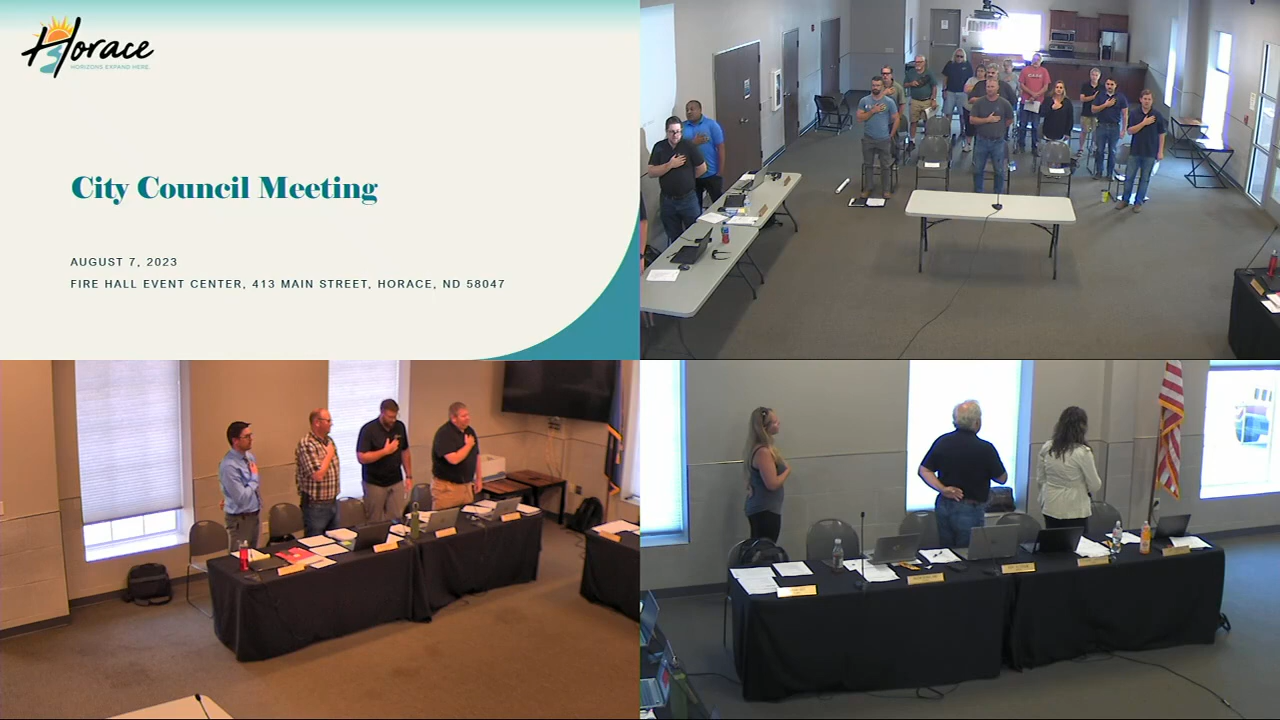 Horace
HORIZONS EXPAND HERE.
City Council Meeting
AUGUST 7, 2023
FIRE HALL EVENT CENTER, 413 MAIN STREET, HORACE, ND 58047